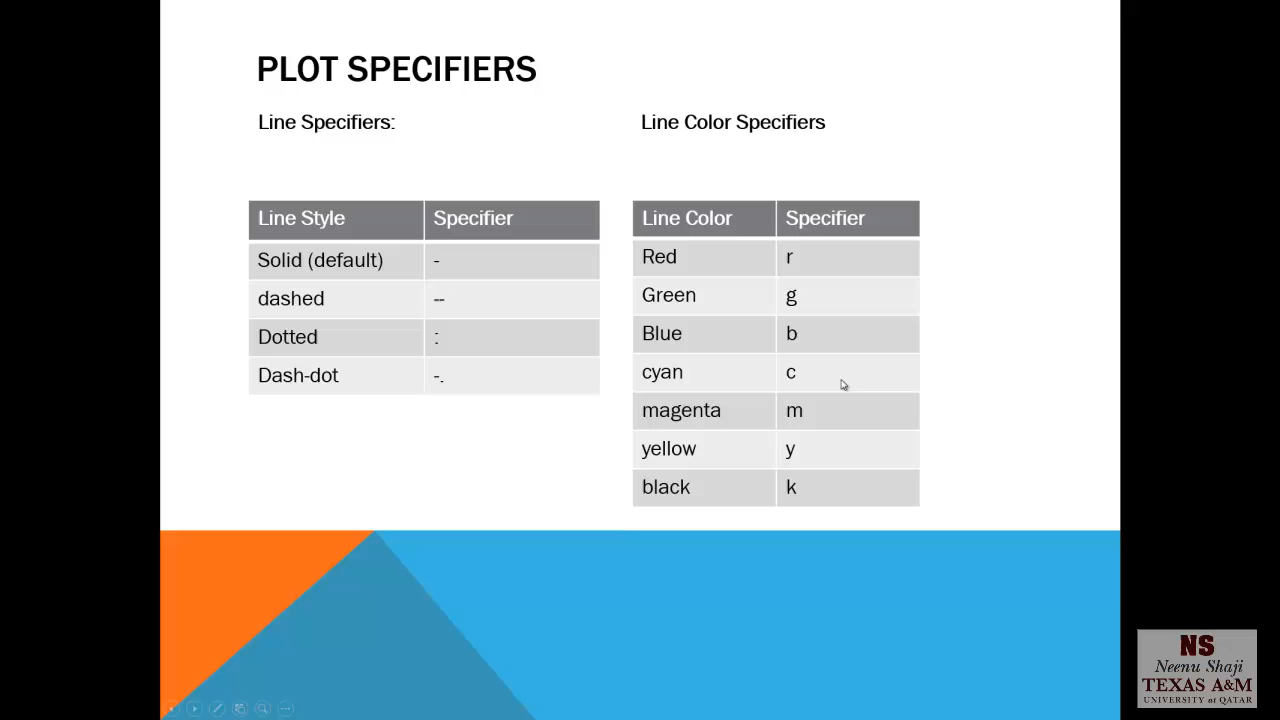 PLOT SPECIFIERS
Line Specifiers:
Line Style Specifier
Solid (default) -
dashed --
Dotted :
Dash-dot -.
Line Color Specifiers
Line Color Specifier
Red r
Green g
Blue b
cyan c
magenta m
yellow y
black k
NS
Neenu Shaji
TEXAS A&M
UNIVERSITY at QATAR